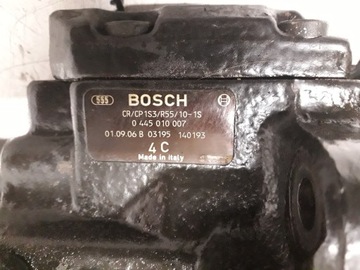 555 BOSCH
CR/CP1S3/R55/10-1S
0 445 010 007
01.09.06 B 03195 140193
4 C
Made in Italy